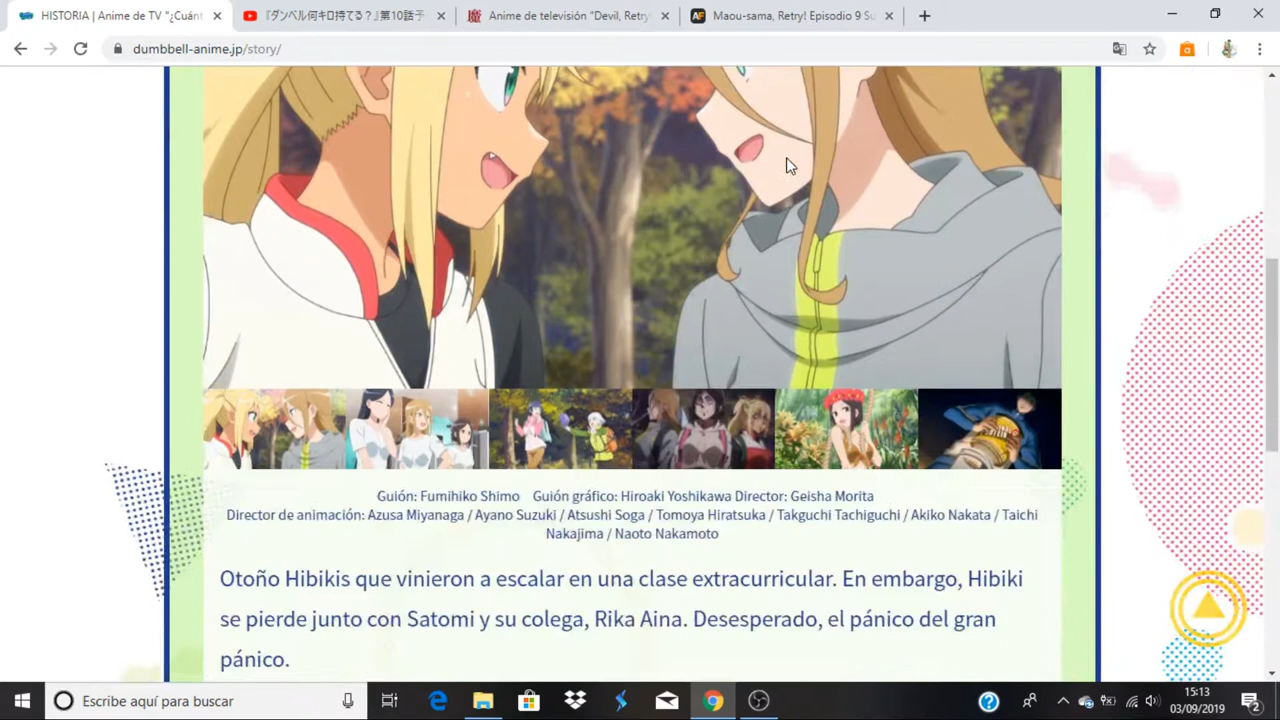 HISTORIA | Anime de TV "¿Cuánt
『ダンベル何キロ持てる？』第10話予
Anime de televisión "Devil, Retry!
Maou-sama, Retry! Episodio 9 Su
dumbbell-anime.jp/story/
Guión: Fumihiko Shimo Guión gráfico: Hiroaki Yoshikawa Director: Geisha Morita
Director de animación: Azusa Miyanaga / Ayano Suzuki / Atsushi Soga / Tomoya Hiratsuka / Takguchi Tachiguchi / Akiko Nakata / Taichi
Nakajima / Naoto Nakamoto
Otoño Hibikis que vinieron a escalar en una clase extracurricular. En embargo, Hibiki
se pierde junto con Satomi y su colega, Rika Aina. Desesperado, el pánico del gran
pánico.
Escribe aquí para buscar
15:13
03/09/2019
2